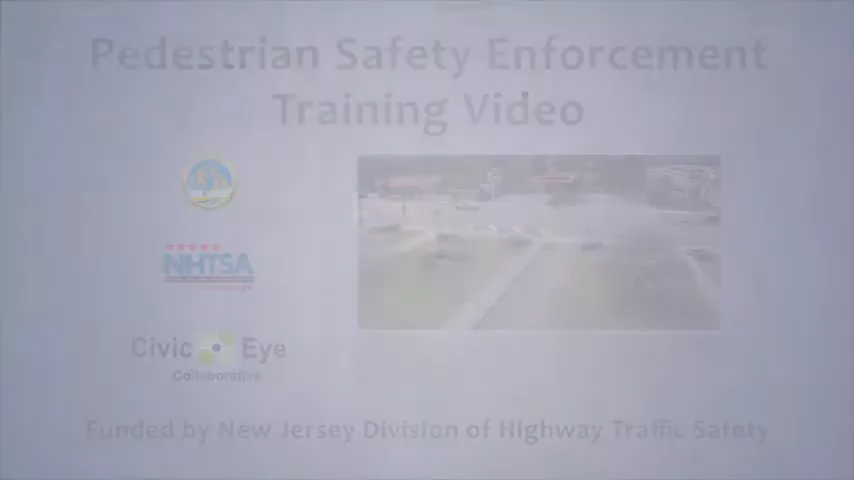 Pedestrian Safety Enforcement
Training Video
NHTSA
Civic Eye
Collaborative
Funded by New Jersey Division of Highway Traffic Safety